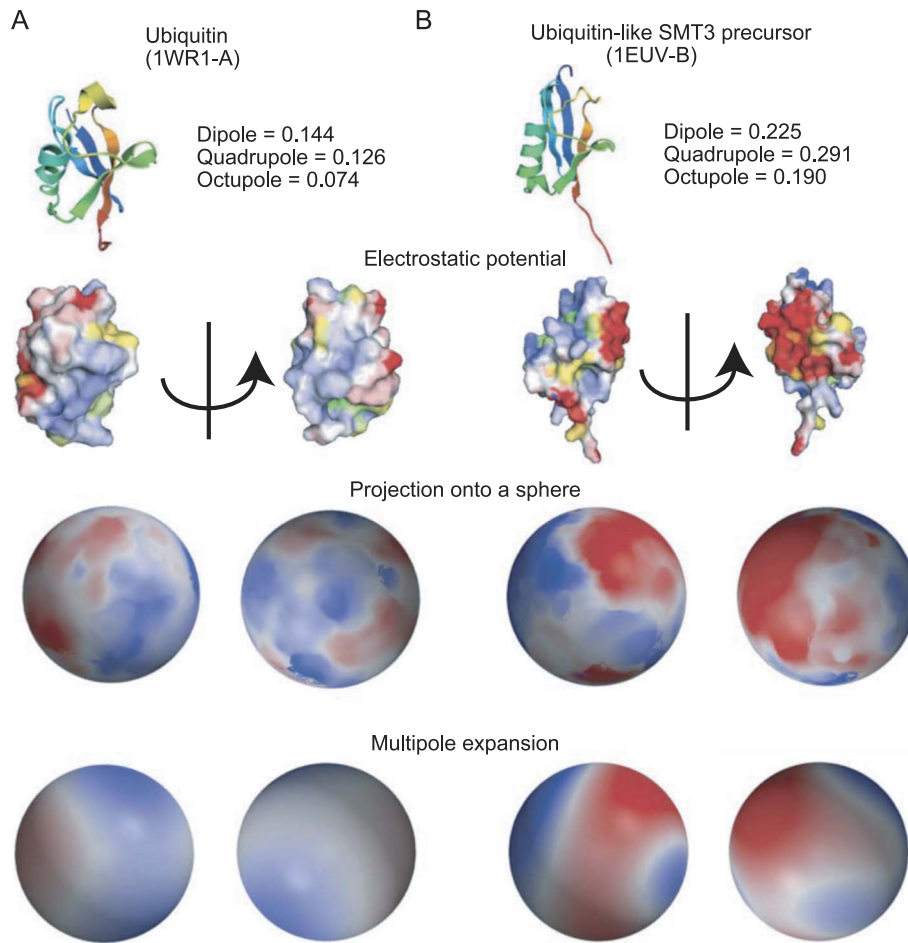 A
Ubiquitin
(1WR1-A)
Dipole = 0.144
Quadrupole = 0.126
Octupole = 0.074
B
Ubiquitin-like SMT3 precursor
(1EUV-B)
Dipole = 0.225
Quadrupole = 0.291
Octupole = 0.190
Electrostatic potential
Projection onto a sphere
Multipole expansion